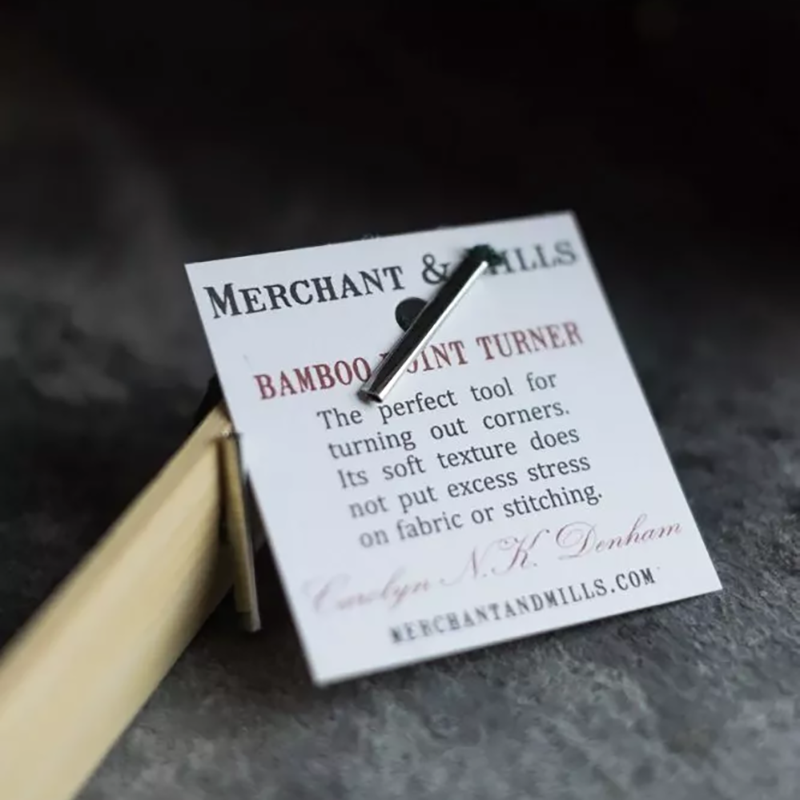 MERCHANT & MILLS
BAMBOO POINT TURNER
The perfect tool for
turning out corners.
Its soft texture does
not put excess stress
on fabric or stitching.
Carolyn N.K. Denham
MERCHANTANDMILLS.COM